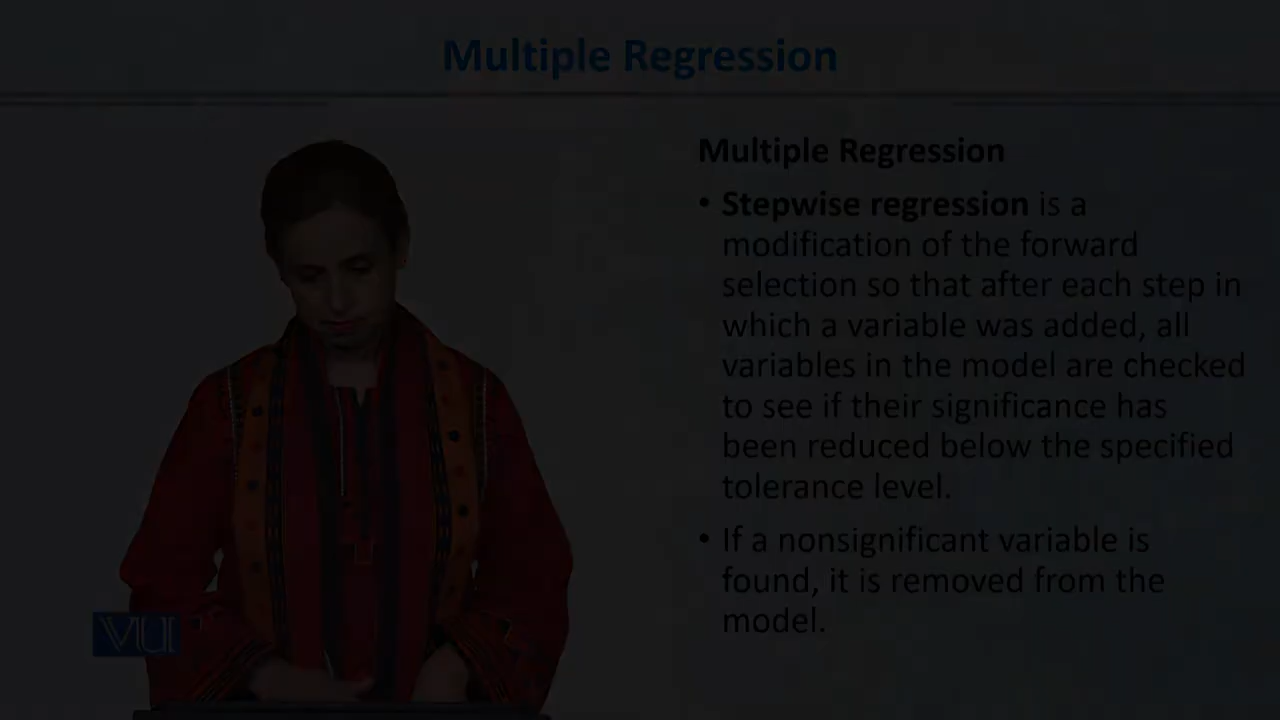 Multiple Regression
Multiple Regression
• Stepwise regression is a
modification of the forward
selection so that after each step in
which a variable was added, all
variables in the model are checked
to see if their significance has
been reduced below the specified
tolerance level.
• If a nonsignificant variable is
found, it is removed from the
model.
VU